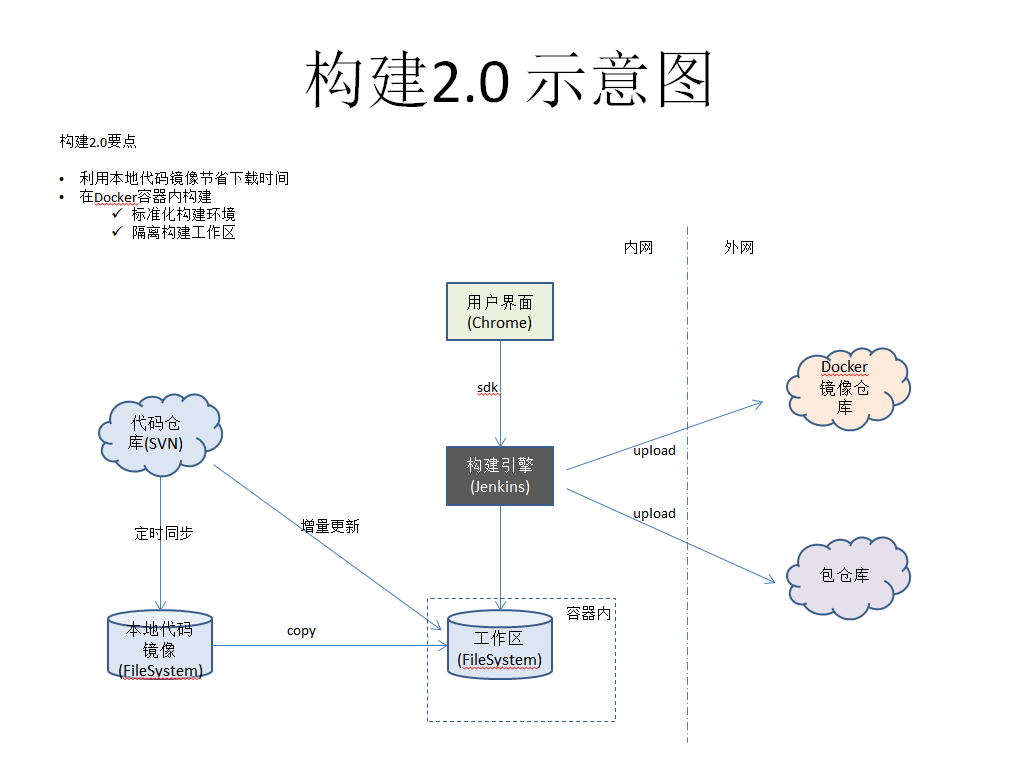 构建2.0 示意图
构建2.0要点
• 利用本地代码镜像节省下载时间
• 在Docker容器内构建
✓ 标准化构建环境
✓ 隔离构建工作区
内网
外网
用户界面
(Chrome)
sdk
Docker
镜像仓
库
代码仓
库(SVN)
构建引擎
(Jenkins)
upload
upload
定时同步
增量更新
包仓库
容器内
本地代码
镜像
(FileSystem)
copy
工作区
(FileSystem)